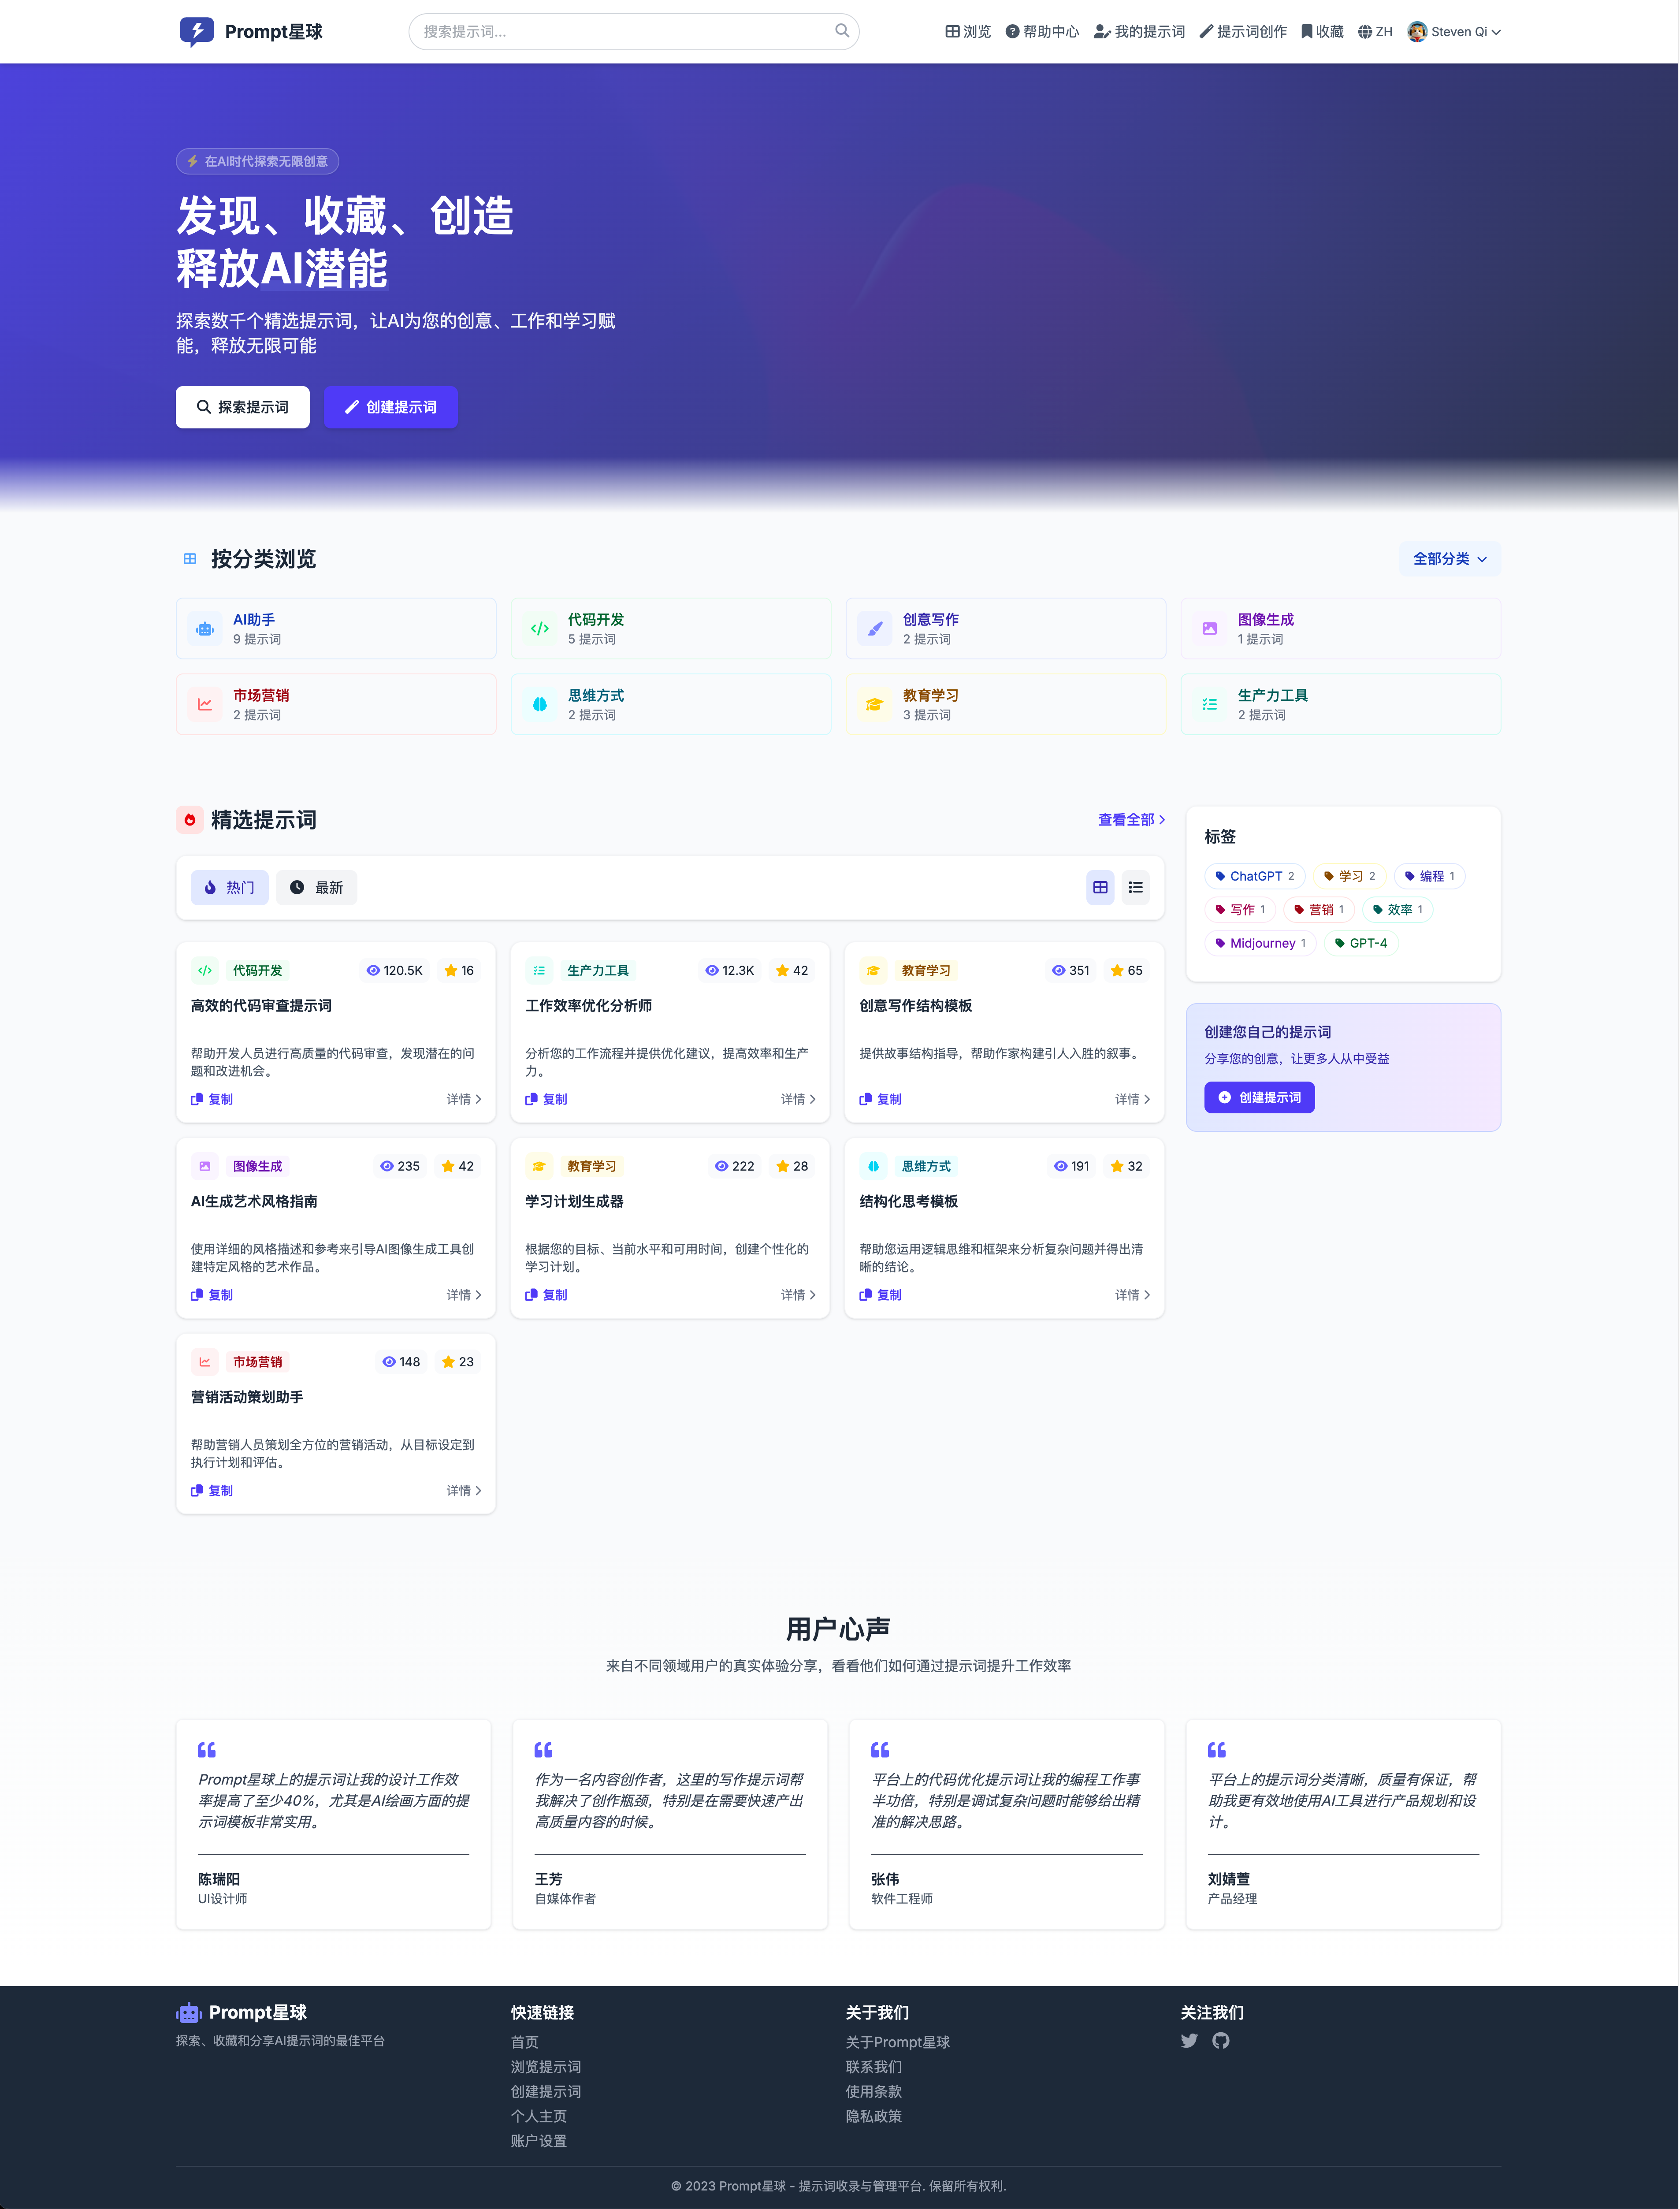 Prompt星球
搜索提示词...
浏览
帮助中心
我的提示词
提示词创作
收藏
ZH
Steven Qi
在AI时代探索无限创意
发现、收藏、创造
释放AI潜能
探索数千个精选提示词，让AI为您的创意、工作和学习赋
能，释放无限可能
探索提示词
创建提示词
按分类浏览
全部分类
AI助手
9 提示词
代码开发
5 提示词
创意写作
2 提示词
图像生成
1 提示词
市场营销
2 提示词
思维方式
2 提示词
教育学习
3 提示词
生产力工具
2 提示词
精选提示词
查看全部
热门
最新
代码开发
120.5K
16
高效的代码审查提示词
帮助开发人员进行高质量的代码审查，发现潜在的问
题和改进机会。
复制
详情
生产力工具
12.3K
42
工作效率优化分析师
分析您的工作流程并提供优化建议，提高效率和生产
力。
复制
详情
教育学习
351
65
创意写作结构模板
提供故事结构指导，帮助作家构建引人入胜的叙事。
复制
详情
图像生成
235
42
AI生成艺术风格指南
使用详细的风格描述和参考来引导AI图像生成工具创
建特定风格的艺术作品。
复制
详情
教育学习
222
28
学习计划生成器
根据您的目标、当前水平和可用时间，创建个性化的
学习计划。
复制
详情
思维方式
191
32
结构化思考模板
帮助您运用逻辑思维和框架来分析复杂问题并得出清
晰的结论。
复制
详情
市场营销
148
23
营销活动策划助手
帮助营销人员策划全方位的营销活动，从目标设定到
执行计划和评估。
复制
详情
标签
ChatGPT 2
学习 2
编程 1
写作 1
营销 1
效率 1
Midjourney 1
GPT-4
创建您自己的提示词
分享您的创意，让更多人从中受益
创建提示词
用户心声
来自不同领域用户的真实体验分享，看看他们如何通过提示词提升工作效率
Prompt星球上的提示词让我的设计工作效
率提高了至少40%，尤其是AI绘画方面的提
示词模板非常实用。
陈瑞阳
UI设计师
作为一名内容创作者，这里的写作提示词帮
我解决了创作瓶颈，特别是在需要快速产出
高质量内容的时候。
王芳
自媒体作者
平台上的代码优化提示词让我的编程工作事
半功倍，特别是调试复杂问题时能够给出精
准的解决思路。
张伟
软件工程师
平台上的提示词分类清晰，质量有保证，帮
助我更有效地使用AI工具进行产品规划和设
计。
刘婧萱
产品经理
Prompt星球
探索、收藏和分享AI提示词的最佳平台
快速链接
首页
浏览提示词
创建提示词
个人主页
账户设置
关于我们
关于Prompt星球
联系我们
使用条款
隐私政策
关注我们
© 2023 Prompt星球 - 提示词收录与管理平台. 保留所有权利.